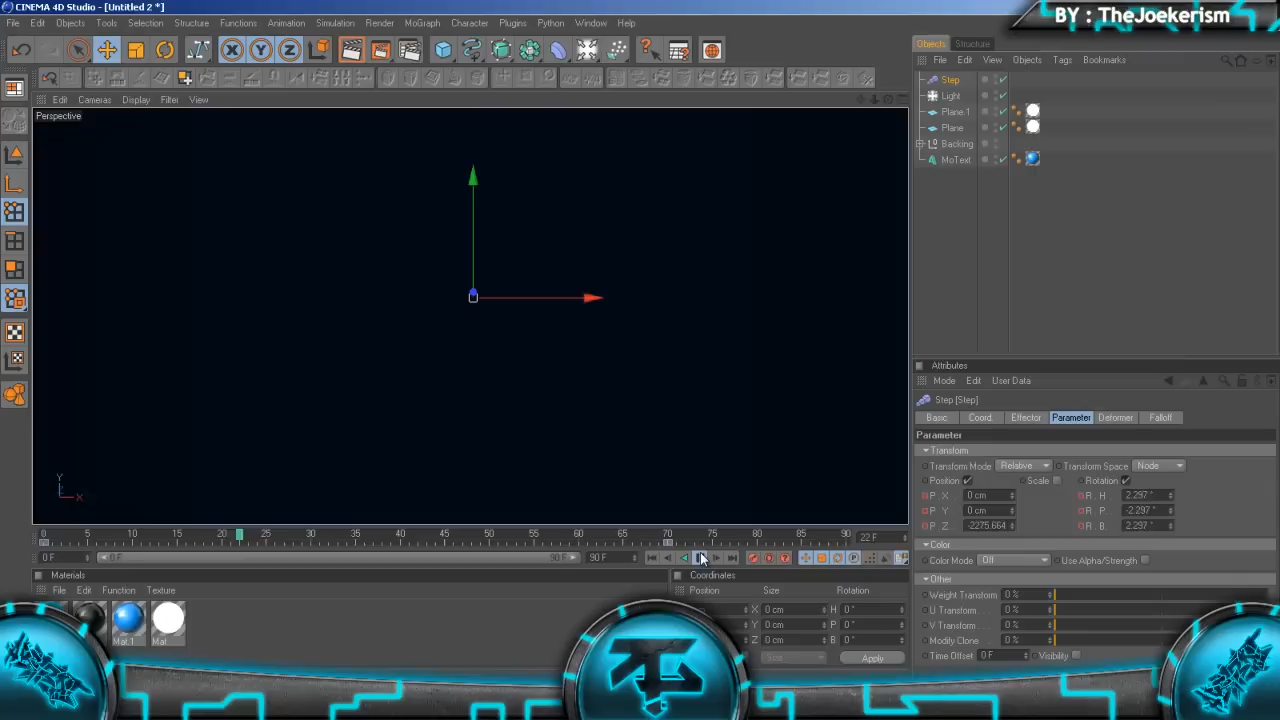 CINEMA 4D Studio - [Untitled 2 *]
BY : TheJoekerism
File Edit Objects Tools Selection Structure Functions Animation Simulation Render MoGraph Character Plugins Python Window Help
Objects Structure
File Edit View Objects Tags Bookmarks
Edit Cameras Display Filter View
Perspective
Step
Light
Plane.1
Plane
Backing
MoText
Y
X
Attributes
Mode Edit User Data
Step [Step]
Basic Coord. Effector Parameter Deformer Falloff
Parameter
Transform
Transform Mode Relative Transform Space Node
Position Scale Rotation
P . X 0 cm R . H 2.297 °
P . Y 0 cm R . P -2.297 °
P . Z -2275.664 R . B 2.297 °
Color
Color Mode Off Use Alpha/Strength
Other
Weight Transform 0 %
U Transform 0 %
V Transform 0 %
Modify Clone 0 %
Time Offset 0 F Visibility
0 5 10 15 20 25 30 35 40 45 50 55 60 65 70 75 80 85 90 22 F
0 F 0 F 90 F 90 F
Materials
File Edit Function Texture
Mat.1 Mat
Coordinates
Position Size Rotation
X 0 cm H 0 °
Y 0 cm P 0 °
Z 0 cm B 0 °
Size Apply